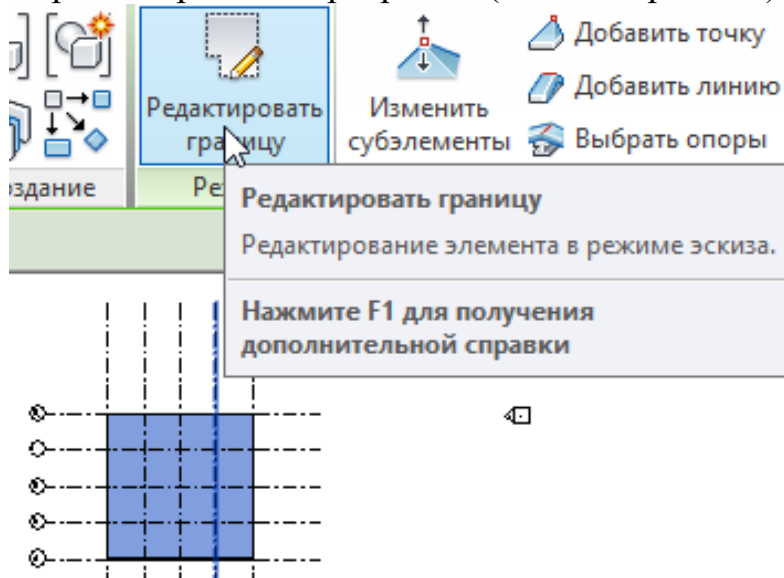 Редактировать
границу
Изменить
субэлементы
Добавить точку
Добавить линию
Выбрать опоры
Редактировать границу
Редактирование элемента в режиме эскиза.
Нажмите F1 для получения
дополнительной справки